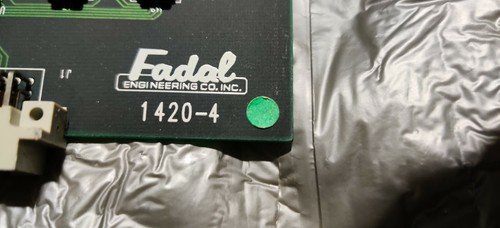 Fadal
ENGINEERING CO. INC.
1420-4